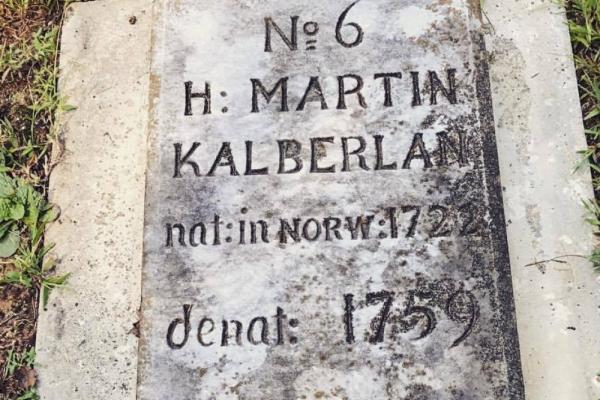 Nº 6
H: MARTIN
KALBERLAN
nat: in NORW: 1722
denat: 1759